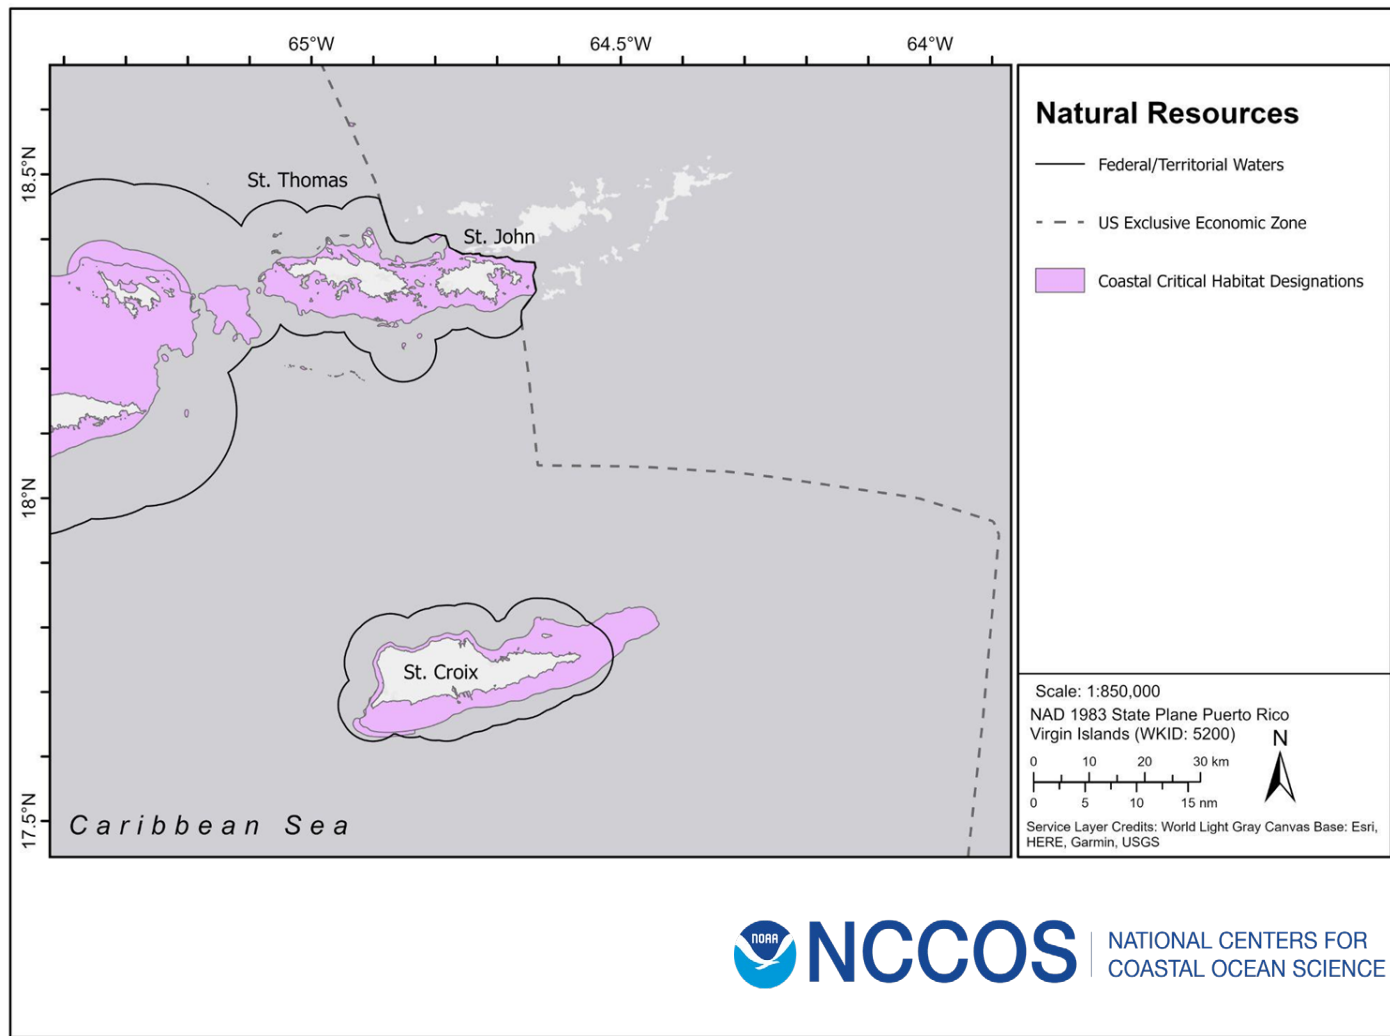 65°W 64.5°W 64°W
18.5°N
18°N
17.5°N
St. Thomas
St. John
St. Croix
Caribbean Sea
Natural Resources
Federal/Territorial Waters
US Exclusive Economic Zone
Coastal Critical Habitat Designations
Scale: 1:850,000
NAD 1983 State Plane Puerto Rico
Virgin Islands (WKID: 5200)
N
0 10 20 30 km
0 5 10 15 nm
Service Layer Credits: World Light Gray Canvas Base: Esri,
HERE, Garmin, USGS
NOAA
NCCOS
NATIONAL CENTERS FOR
COASTAL OCEAN SCIENCE